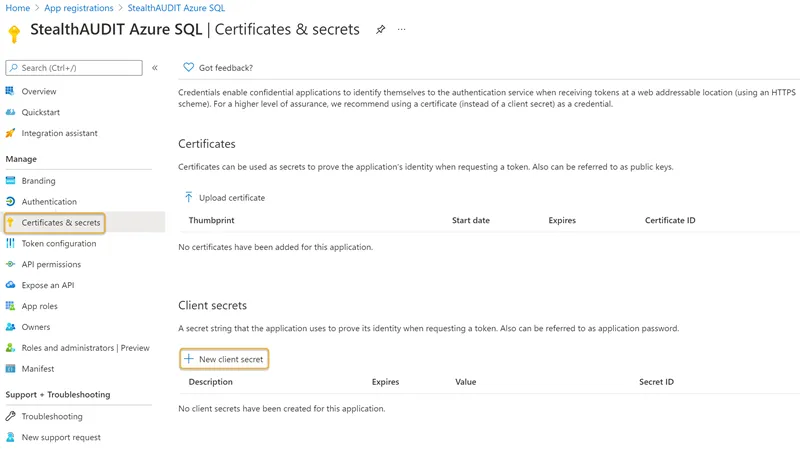 Home > App registrations > StealthAUDIT Azure SQL
StealthAUDIT Azure SQL | Certificates & secrets
Search (Ctrl+/)
Overview
Quickstart
Integration assistant
Manage
Branding
Authentication
Certificates & secrets
Token configuration
API permissions
Expose an API
App roles
Owners
Roles and administrators | Preview
Manifest
Support + Troubleshooting
Troubleshooting
New support request
Got feedback?
Credentials enable confidential applications to identify themselves to the authentication service when receiving tokens at a web addressable location (using an HTTPS
scheme). For a higher level of assurance, we recommend using a certificate (instead of a client secret) as a credential.
Certificates
Certificates can be used as secrets to prove the application's identity when requesting a token. Also can be referred to as public keys.
Upload certificate
Thumbprint Start date Expires Certificate ID
No certificates have been added for this application.
Client secrets
A secret string that the application uses to prove its identity when requesting a token. Also can be referred to as application password.
New client secret
Description Expires Value Secret ID
No client secrets have been created for this application.